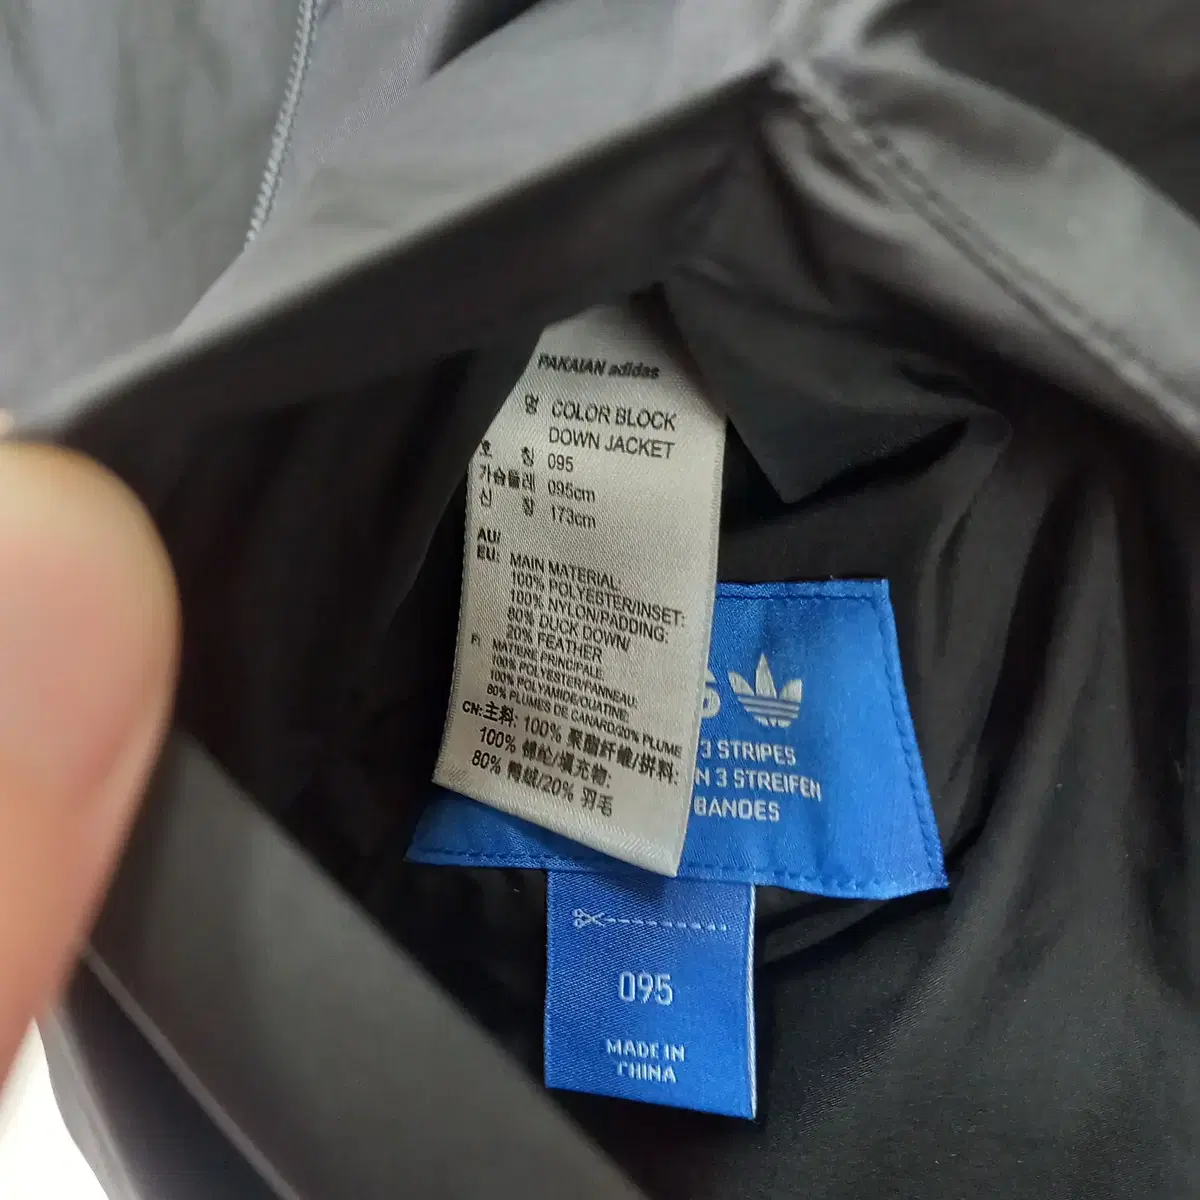 PAKAIAN adidas
명 COLOR BLOCK
DOWN JACKET
호 칭 095
가슴둘레 095cm
신 장 173cm
AU/
EU: MAIN MATERIAL:
100% POLYESTER/INSET:
100% NYLON/PADDING:
80% DUCK DOWN/
20% FEATHER
F: MATIERE PRINCIPALE
100% POLYESTER/PANNEAU:
100% POLYAMIDE/OUATINE:
80% PLUMES DE CANARD/20% PLUME
CN:主料: 100% 聚酯纤维/拼料:
100% 锦纶/填充物:
80% 鸭绒/20% 羽毛
S
3 STRIPES
N 3 STREIFEN
BANDES
095
MADE IN
CHINA